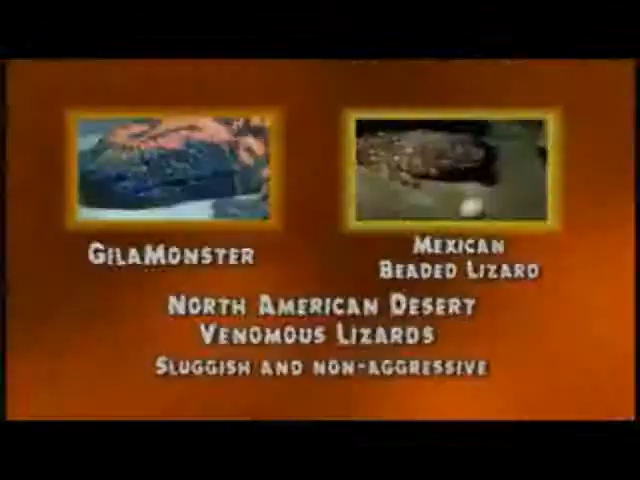 GILAMONSTER
MEXICAN
BEADED LIZARD
NORTH AMERICAN DESERT
VENOMOUS LIZARDS
SLUGGISH AND NON-AGGRESSIVE